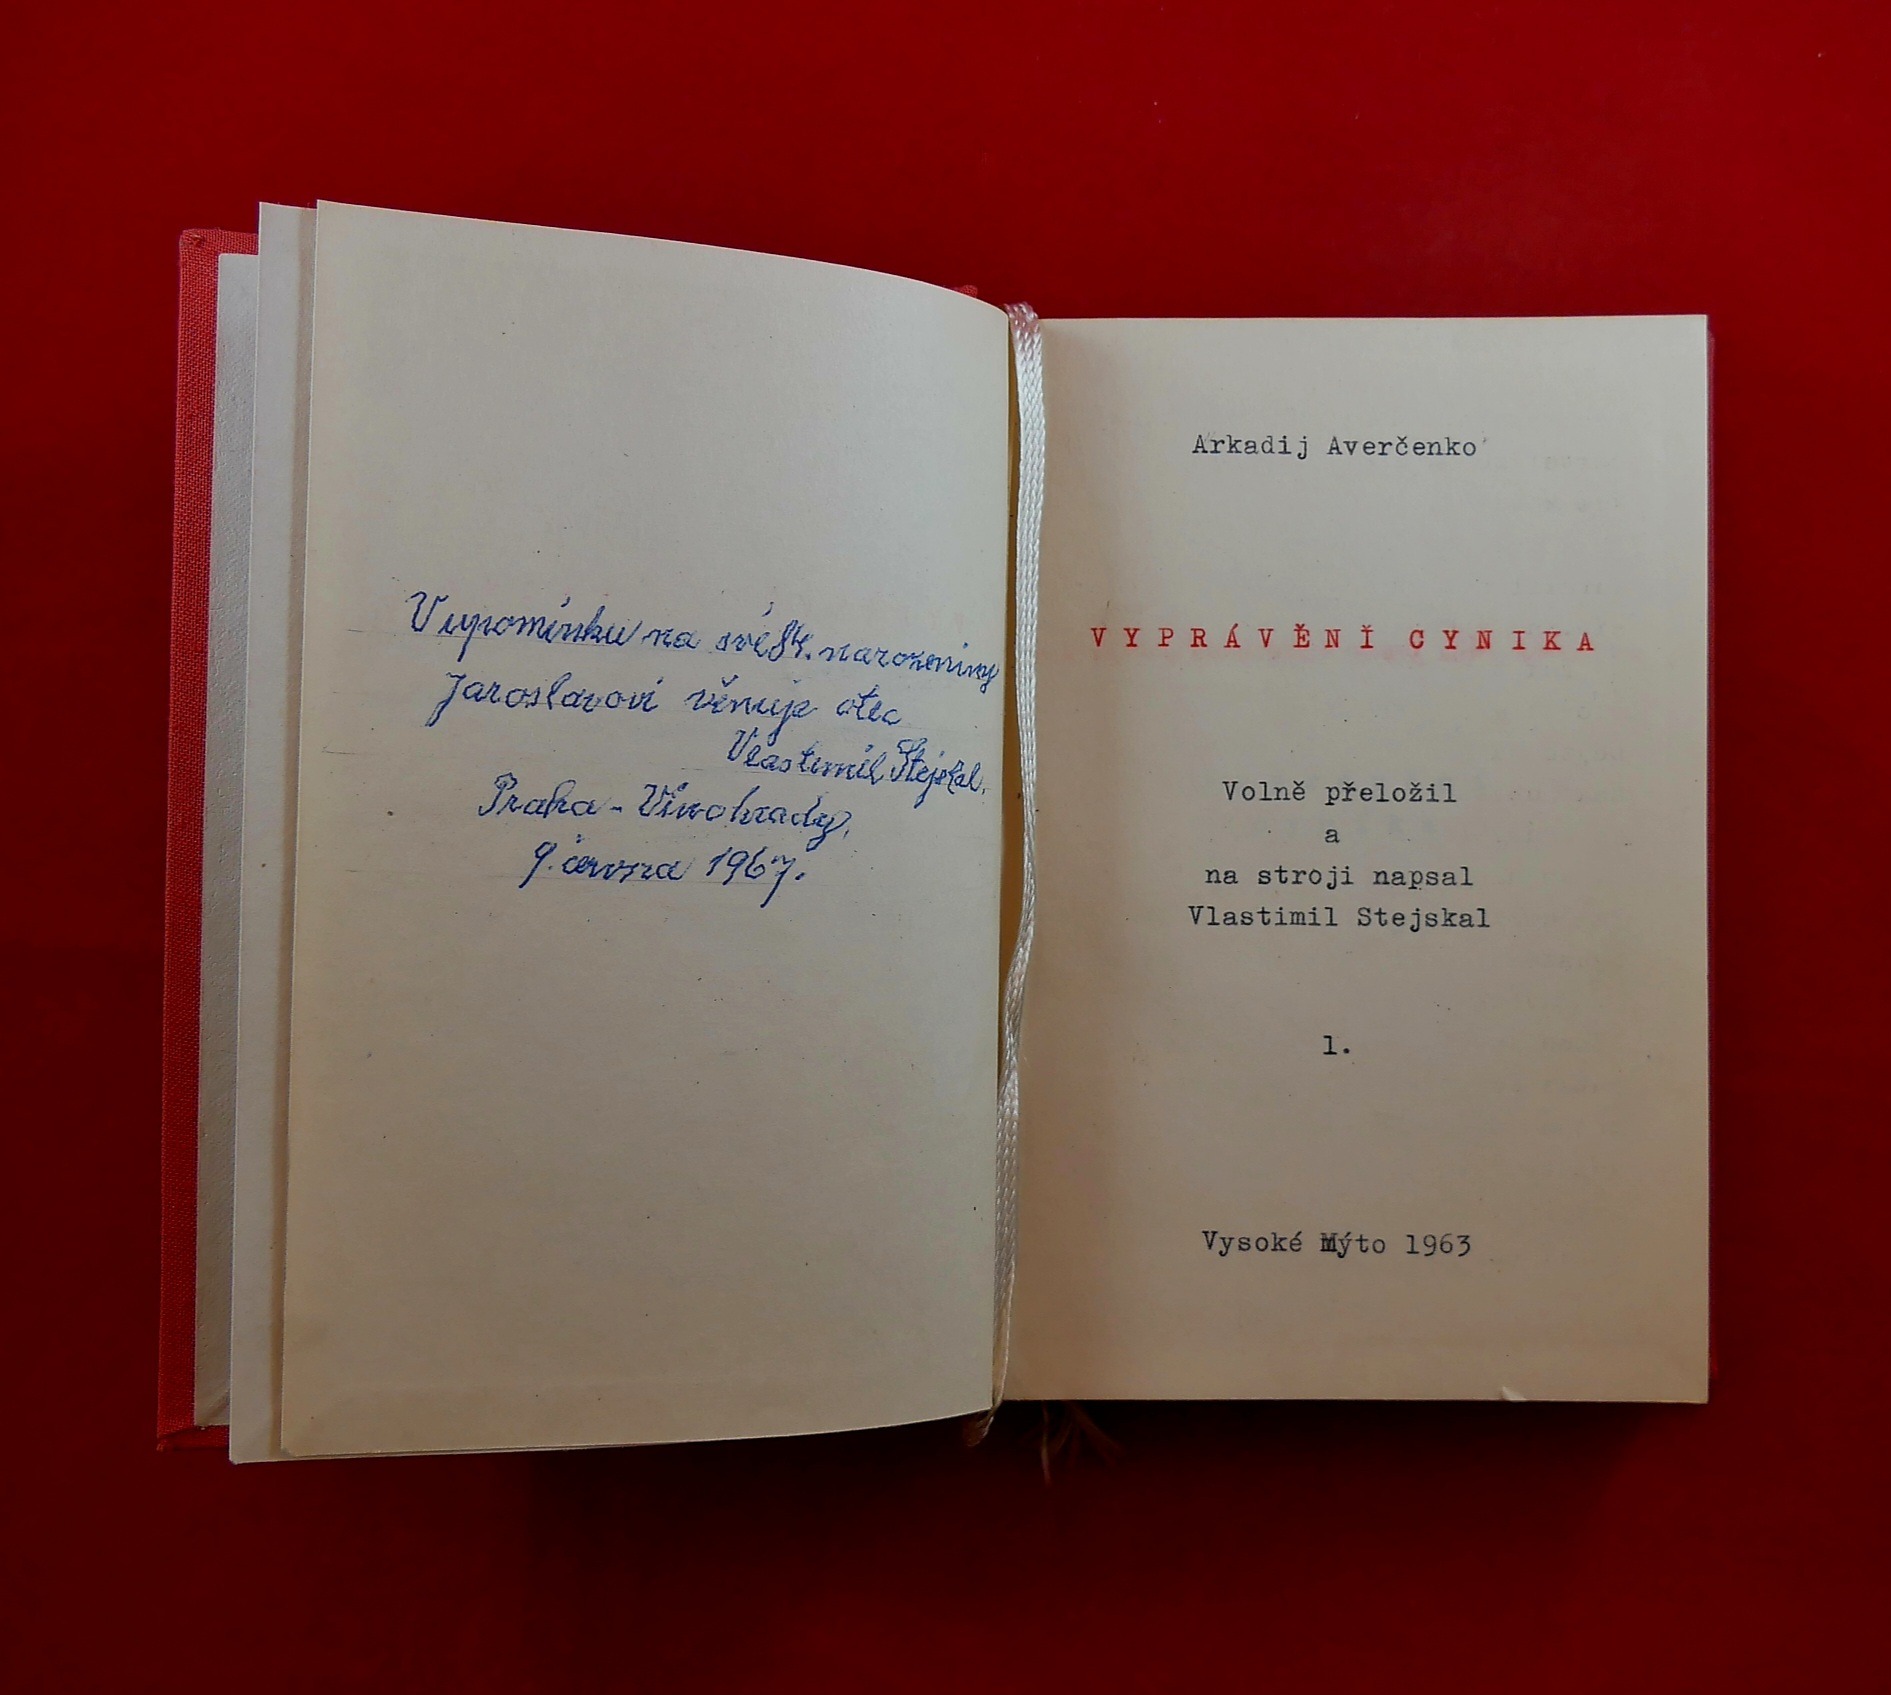 V upomínku na své 84. narozeniny
Jaroslavovi věnuje otec
Vlastimil Stejskal.
Praha - Vinohrady,
9. června 1967.
Arkadij Averčenko
VYPRÁVĚNÍ CYNIKA
Volně přeložil
a
na stroji napsal
Vlastimil Stejskal
1.
Vysoké Mýto 1963